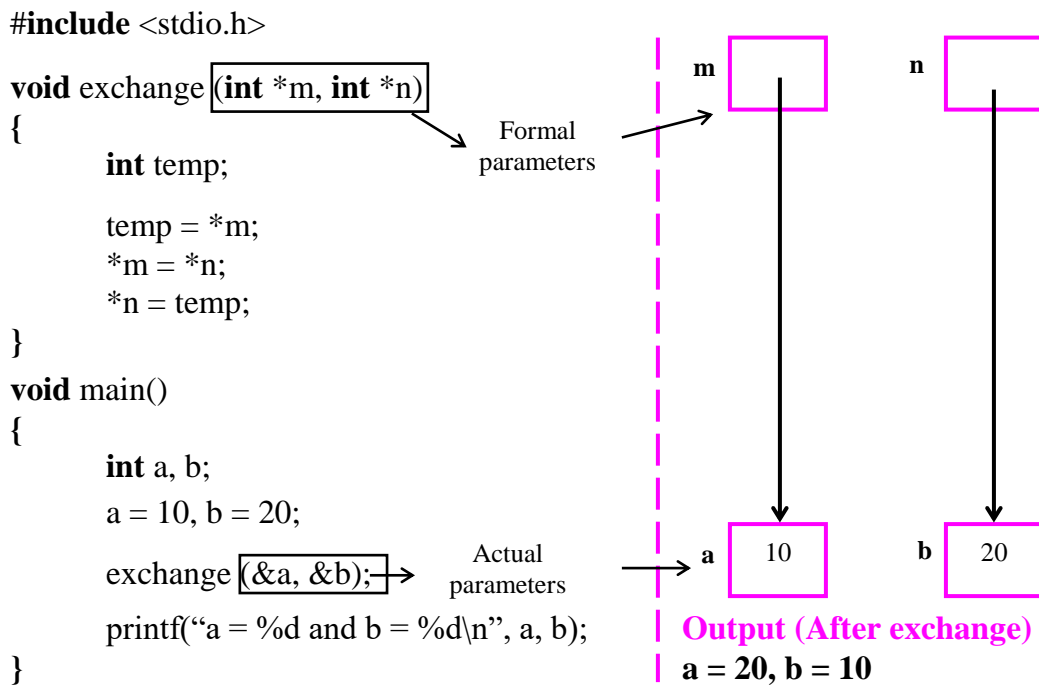 #include <stdio.h>
void exchange (int *m, int *n)
{
int temp;
temp = *m;
*m = *n;
*n = temp;
}
void main()
{
int a, b;
a = 10, b = 20;
exchange (&a, &b);
printf(“a = %d and b = %d\n”, a, b);
}
Formal
parameters
Actual
parameters
m
n
a
10
b
20
Output (After exchange)
a = 20, b = 10